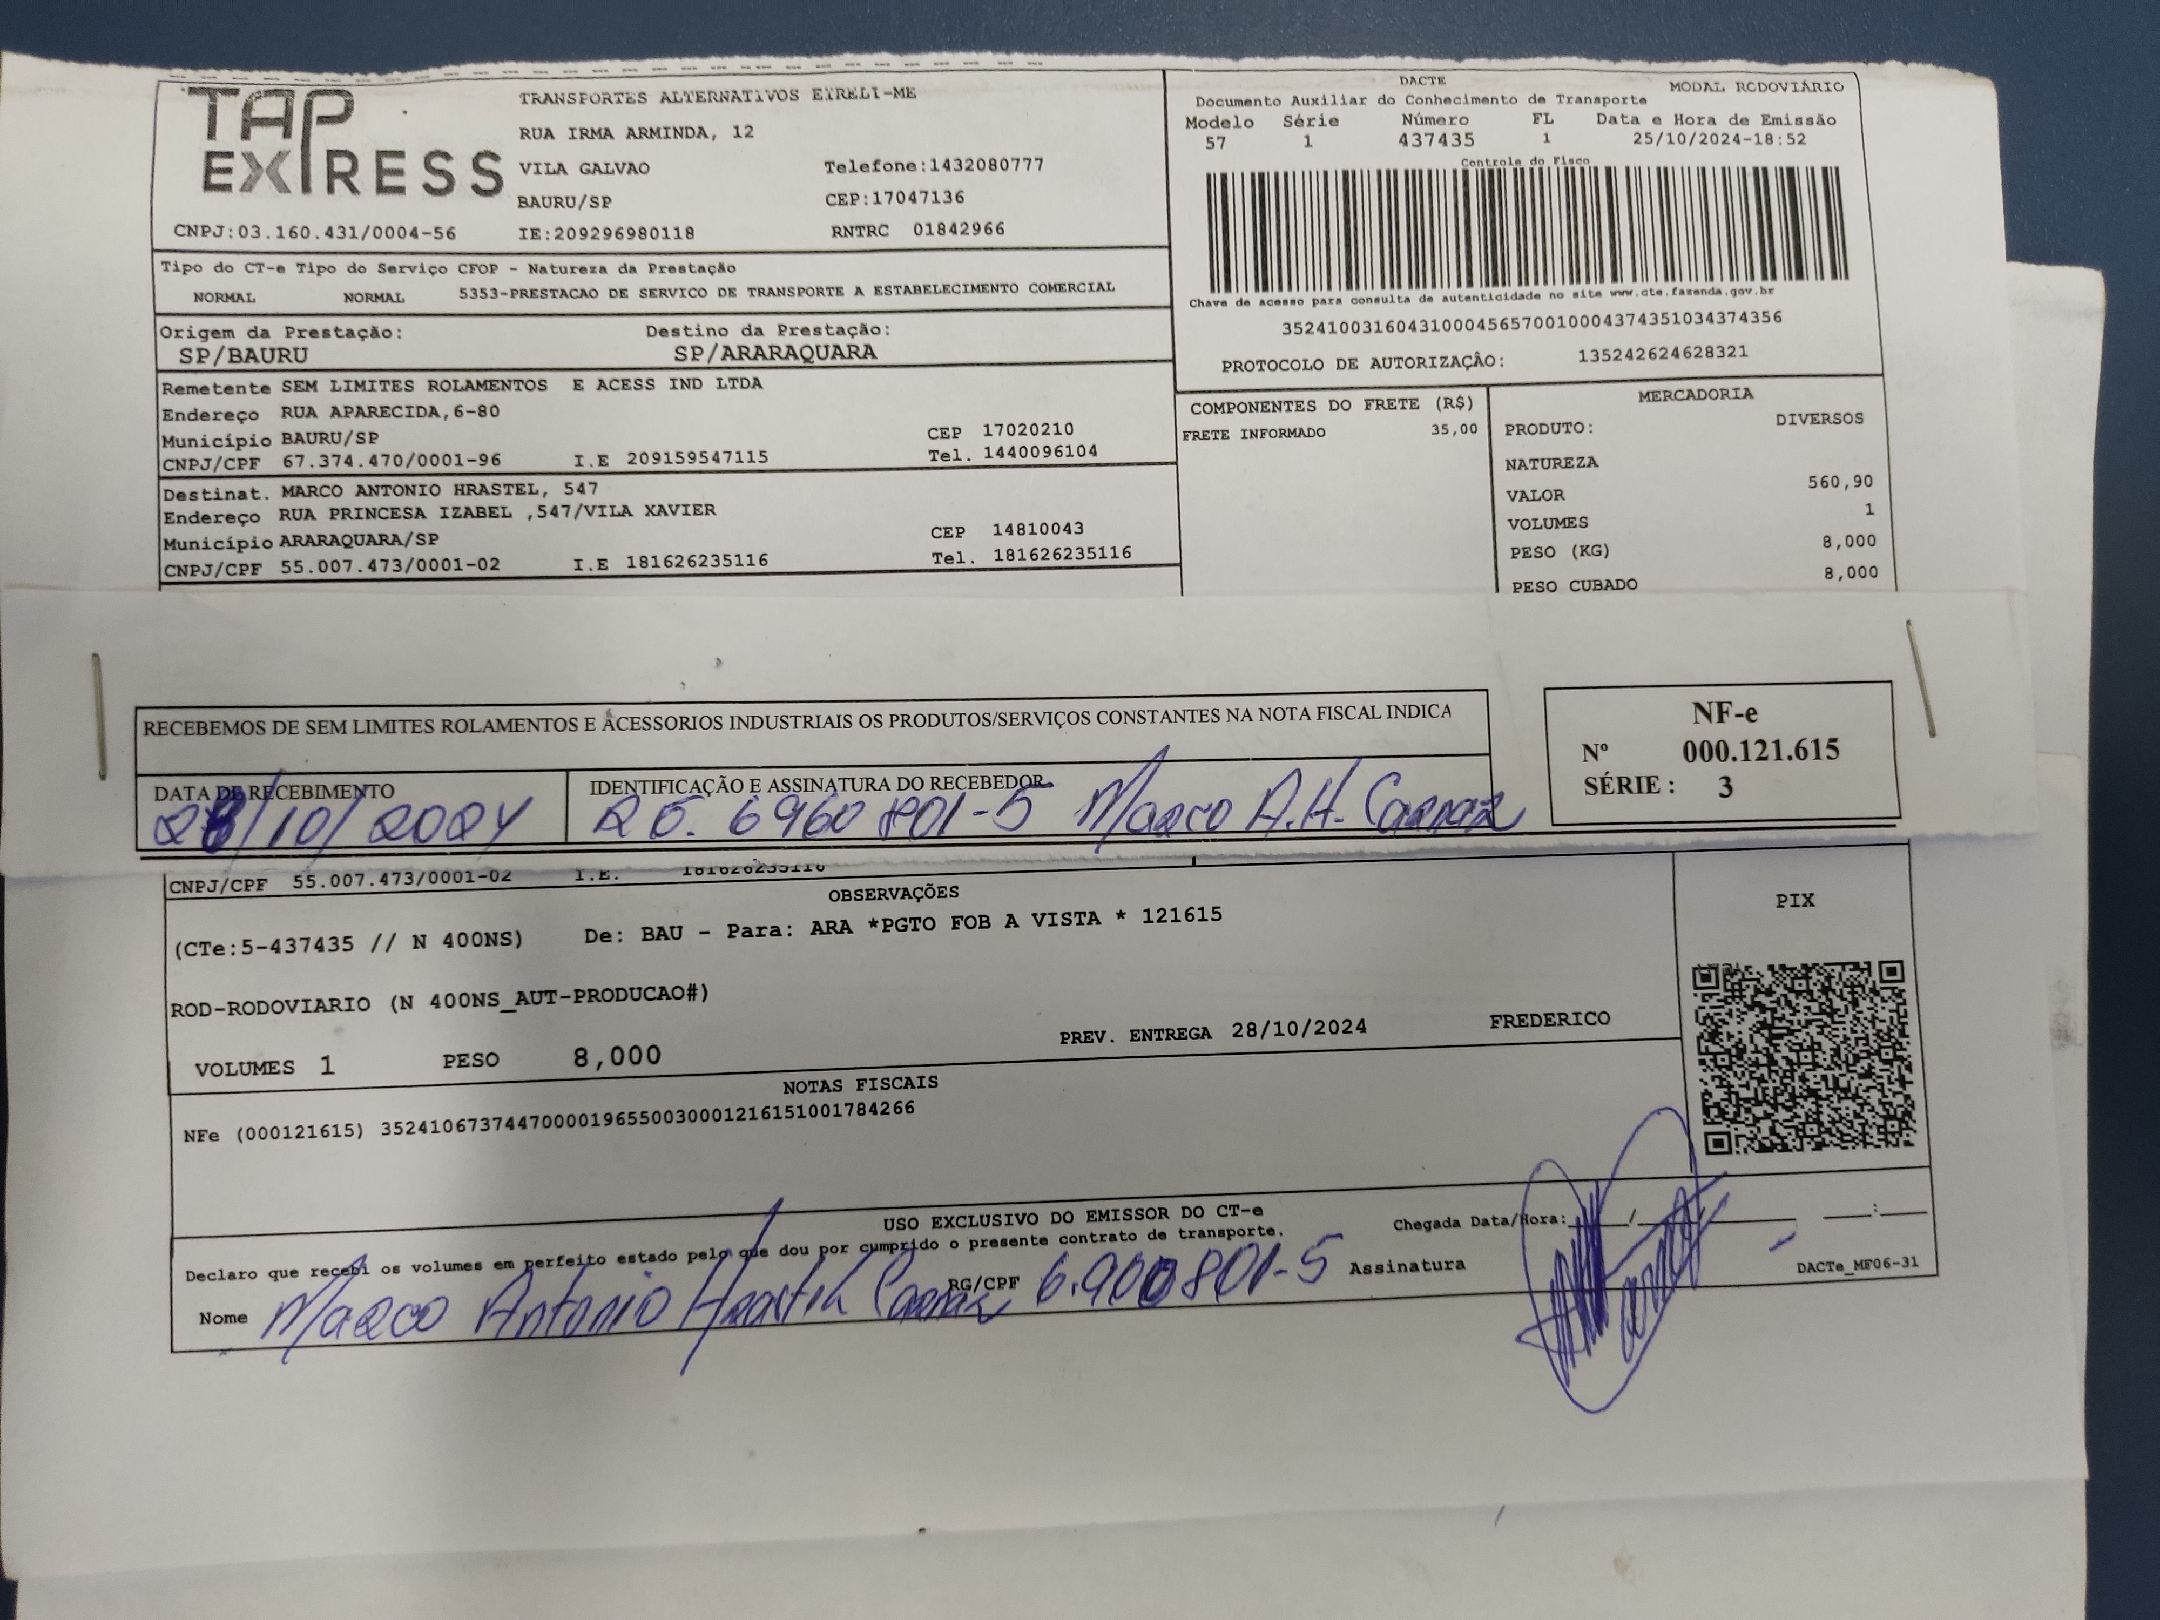 TAP EXPRESS
TRANSPORTES ALTERNATIVOS EIRELI-ME
RUA IRMA ARMINDA, 12
VILA GALVAO Telefone:1432080777
BAURU/SP CEP:17047136
CNPJ:03.160.431/0004-56 IE:209296980118 RNTRC 01842966
DACTE MODAL RODOVIÁRIO
Documento Auxiliar do Conhecimento de Transporte
Modelo Série Número FL Data e Hora de Emissão
57 1 437435 1 25/10/2024-18:52
Controle do Fisco
Chave de acesso para consulta de autenticidade no site www.cte.fazenda.gov.br
35241003160431000456570010004374351034374356
PROTOCOLO DE AUTORIZAÇÃO: 135242624628321
Tipo do CT-e Tipo do Serviço CFOP - Natureza da Prestação
NORMAL NORMAL 5353-PRESTACAO DE SERVICO DE TRANSPORTE A ESTABELECIMENTO COMERCIAL
Origem da Prestação: Destino da Prestação:
SP/BAURU SP/ARARAQUARA
Remetente SEM LIMITES ROLAMENTOS E ACESS IND LTDA
Endereço RUA APARECIDA,6-80
Município BAURU/SP CEP 17020210
CNPJ/CPF 67.374.470/0001-96 I.E 209159547115 Tel. 1440096104
Destinat. MARCO ANTONIO HRASTEL, 547
Endereço RUA PRINCESA IZABEL ,547/VILA XAVIER
Município ARARAQUARA/SP CEP 14810043
CNPJ/CPF 55.007.473/0001-02 I.E 181626235116 Tel. 181626235116
COMPONENTES DO FRETE (R$)
FRETE INFORMADO 35,00
MERCADORIA
PRODUTO: DIVERSOS
NATUREZA
VALOR 560,90
VOLUMES 1
PESO (KG) 8,000
PESO CUBADO 8,000
RECEBEMOS DE SEM LIMITES ROLAMENTOS E ACESSORIOS INDUSTRIAIS OS PRODUTOS/SERVIÇOS CONSTANTES NA NOTA FISCAL INDICA
DATA DE RECEBIMENTO IDENTIFICAÇÃO E ASSINATURA DO RECEBEDOR
28/10/2024 6960801-5 Marco A.H. Carnaz
NF-e
Nº 000.121.615
SÉRIE : 3
CNPJ/CPF 55.007.473/0001-02 I.E. 181626235116
OBSERVAÇÕES
(CTe:5-437435 // N 400NS) De: BAU - Para: ARA *PGTO FOB A VISTA * 121615
ROD-RODOVIARIO (N 400NS_AUT-PRODUCAO#)
PREV. ENTREGA 28/10/2024 FREDERICO
VOLUMES 1 PESO 8,000
PIX
NOTAS FISCAIS
NFe (000121615) 35241067374470000196550030001216151001784266
USO EXCLUSIVO DO EMISSOR DO CT-e
Declaro que recebi os volumes em perfeito estado pelo que dou por cumprido o presente contrato de transporte.
Chegada Data/Hora:____/____/____ ___:___
Nome Marco Antonio Hrastel Carnaz RG/CPF 6.960801-5 Assinatura
DACTe_MF06-31